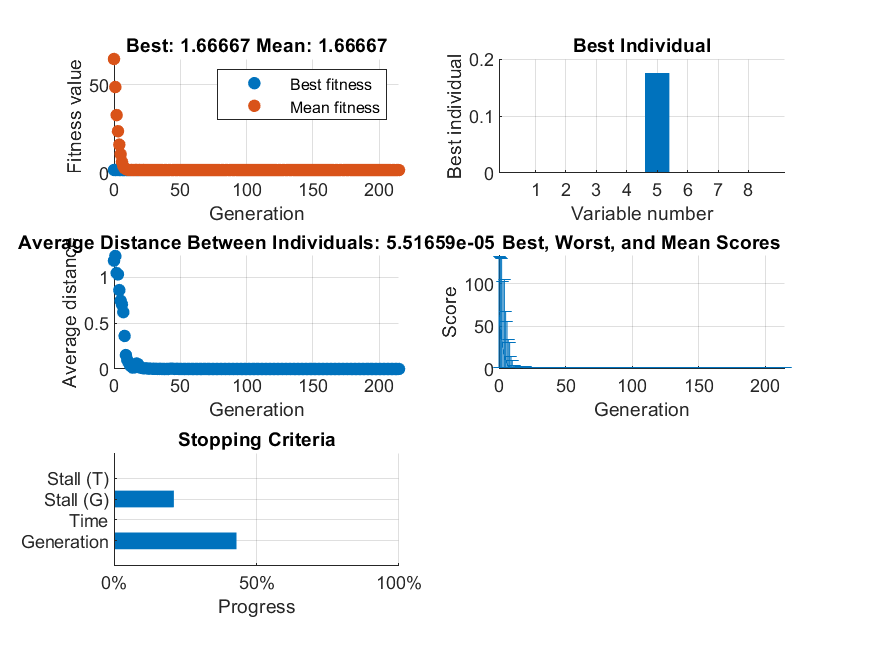 Best: 1.66667 Mean: 1.66667
Fitness value
50
0
Best fitness
Mean fitness
0 50 100 150 200
Generation
Best Individual
Best individual
0.2
0.1
0
1 2 3 4 5 6 7 8
Variable number
Average Distance Between Individuals: 5.51659e-05
Average distance
1
0.5
0
0 50 100 150 200
Generation
Best, Worst, and Mean Scores
Score
100
50
0
0 50 100 150 200
Generation
Stopping Criteria
Stall (T)
Stall (G)
Time
Generation
0% 50% 100%
Progress